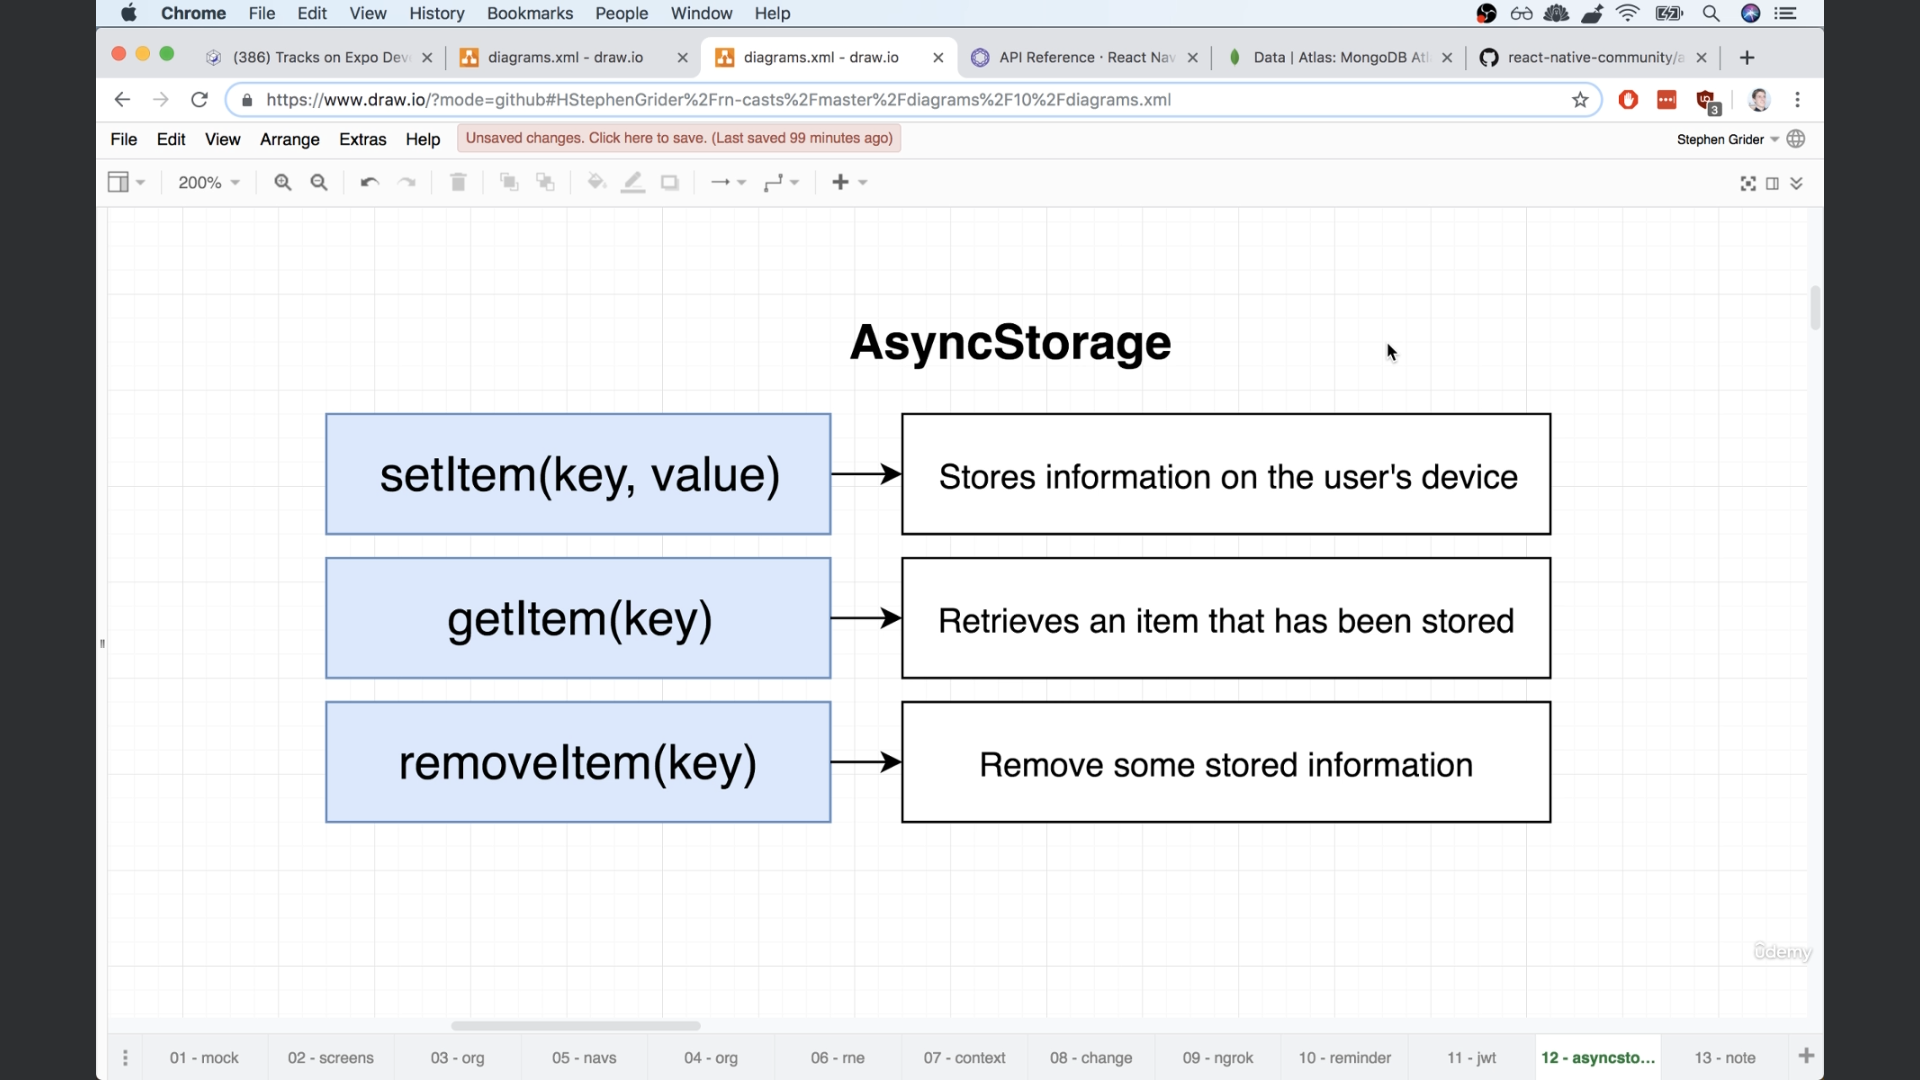 Chrome File Edit View History Bookmarks People Window Help
(386) Tracks on Expo Dev
diagrams.xml - draw.io
diagrams.xml - draw.io
API Reference · React Nav
Data | Atlas: MongoDB Atl
react-native-community/a
https://www.draw.io/?mode=github#HStephenGrider%2Frn-casts%2Fmaster%2Fdiagrams%2F10%2Fdiagrams.xml
3
File Edit View Arrange Extras Help
Unsaved changes. Click here to save. (Last saved 99 minutes ago)
Stephen Grider
200%
AsyncStorage
setItem(key, value)
Stores information on the user's device
getItem(key)
Retrieves an item that has been stored
removeItem(key)
Remove some stored information
ûdemy
01 - mock
02 - screens
03 - org
05 - navs
04 - org
06 - rne
07 - context
08 - change
09 - ngrok
10 - reminder
11 - jwt
12 - asyncsto...
13 - note